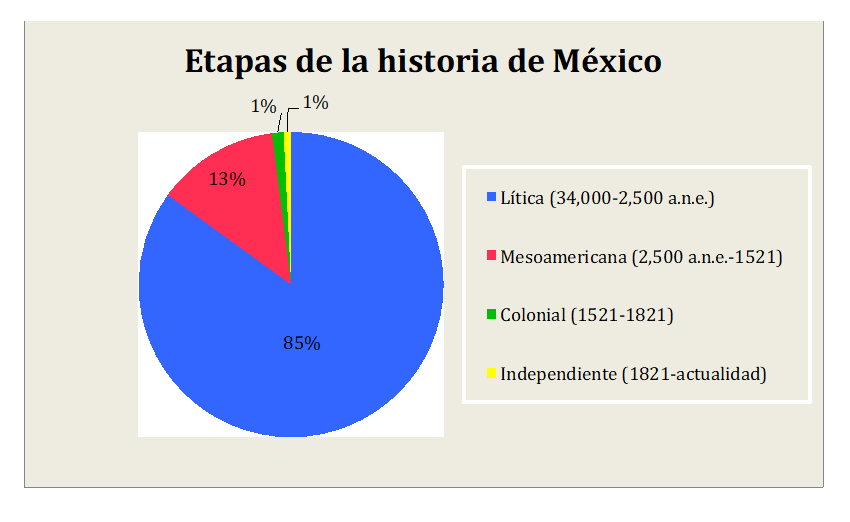 Etapas de la historia de México
1%
1%
13%
85%
Lítica (34,000-2,500 a.n.e.)
Mesoamericana (2,500 a.n.e.-1521)
Colonial (1521-1821)
Independiente (1821-actualidad)